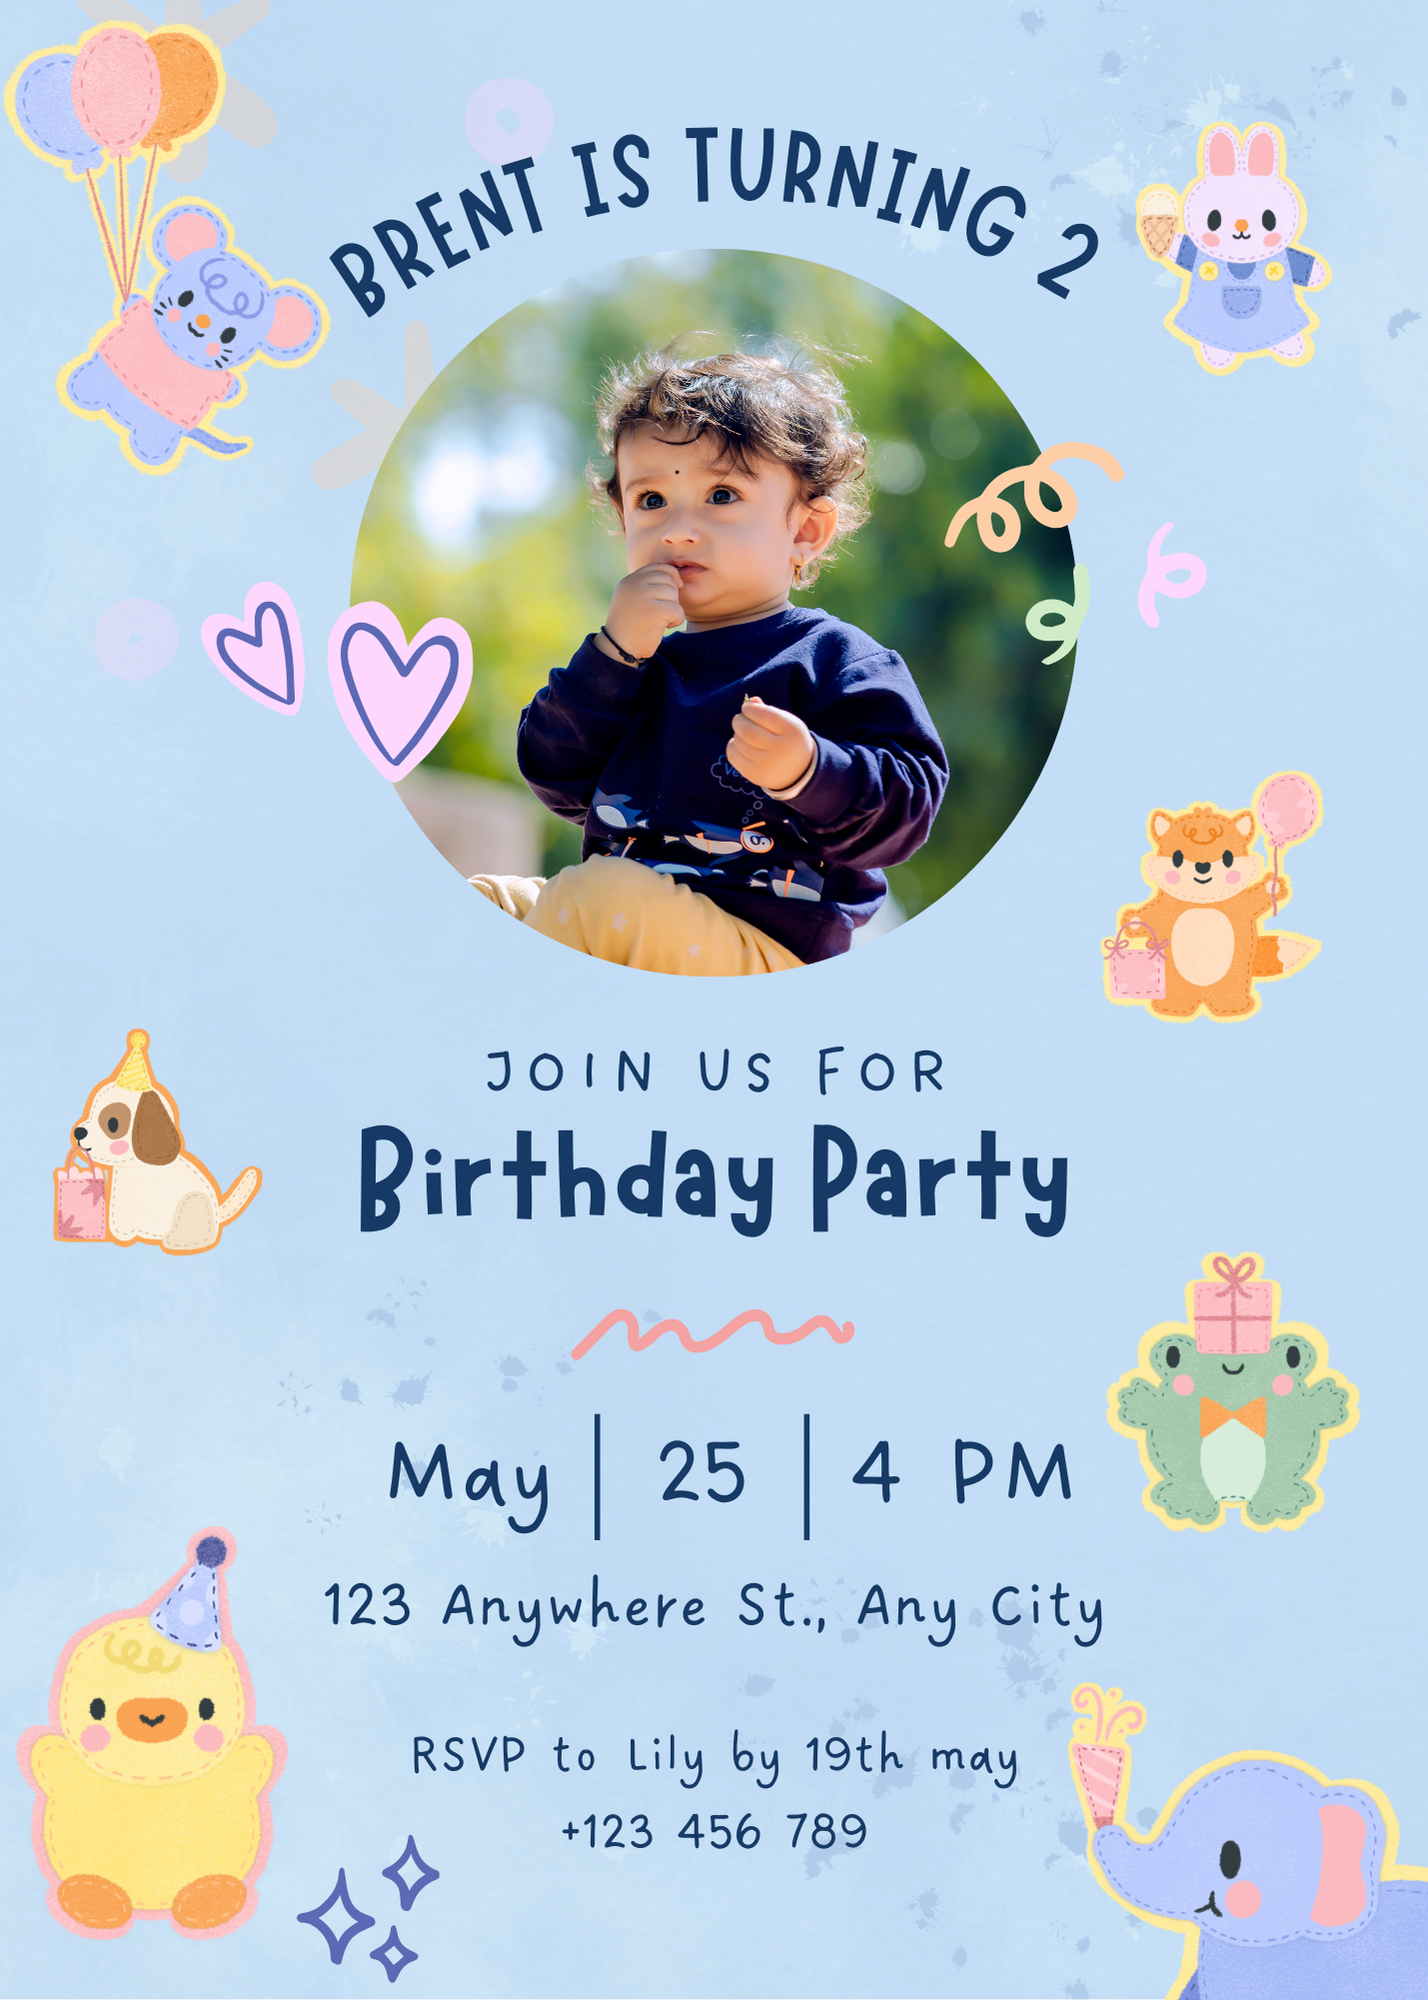 BRENT IS TURNING 2
JOIN US FOR
Birthday Party
May | 25 | 4 PM
123 Anywhere St., Any City
RSVP to Lily by 19th may
+123 456 789